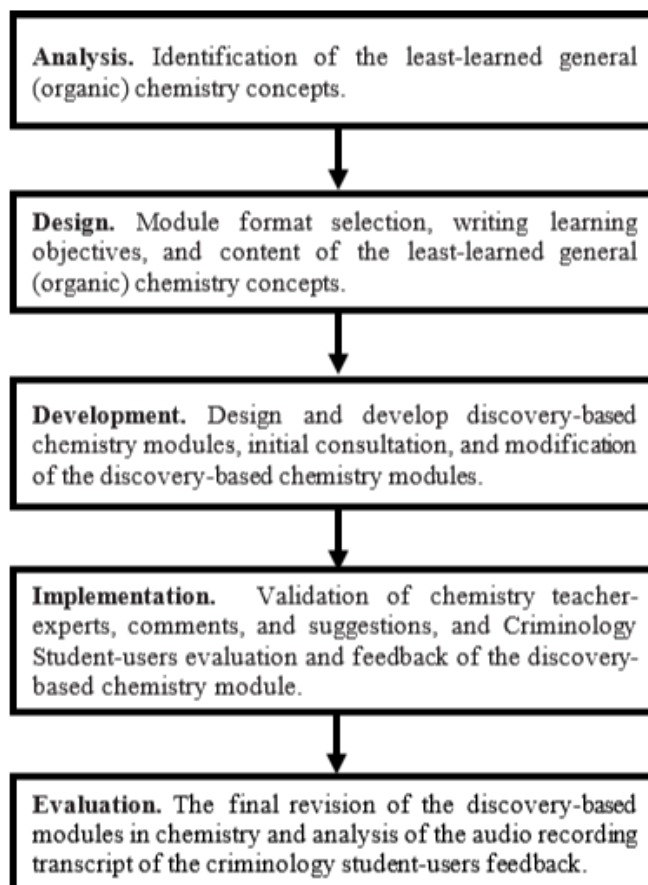 Analysis. Identification of the least-learned general
(organic) chemistry concepts.
Design. Module format selection, writing learning
objectives, and content of the least-learned general
(organic) chemistry concepts.
Development. Design and develop discovery-based
chemistry modules, initial consultation, and modification
of the discovery-based chemistry modules.
Implementation. Validation of chemistry teacher-
experts, comments, and suggestions, and Criminology
Student-users evaluation and feedback of the discovery-
based chemistry module.
Evaluation. The final revision of the discovery-based
modules in chemistry and analysis of the audio recording
transcript of the criminology student-users feedback.